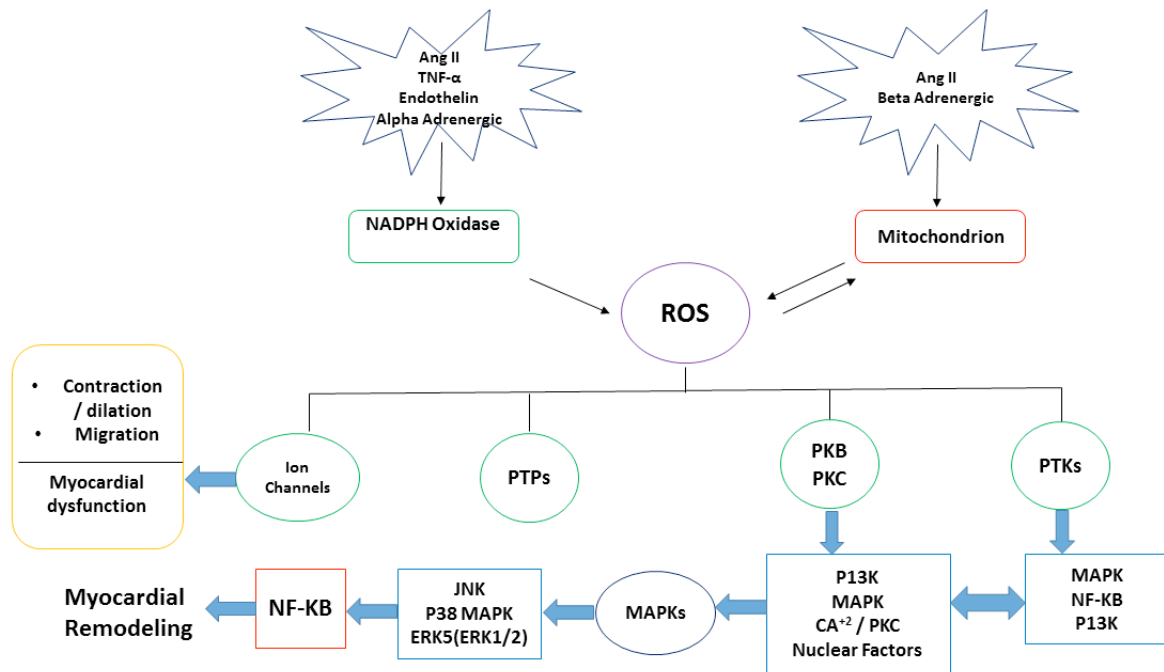 Ang II
TNF-α
Endothelin
Alpha Adrenergic
Ang II
Beta Adrenergic
NADPH Oxidase
Mitochondrion
ROS
• Contraction
/ dilation
• Migration
Myocardial
dysfunction
Ion
Channels
PTPs
PKB
PKC
PTKs
Myocardial
Remodeling
NF-KB
JNK
P38 MAPK
ERK5(ERK1/2)
MAPKs
P13K
MAPK
CA⁺² / PKC
Nuclear Factors
MAPK
NF-KB
P13K